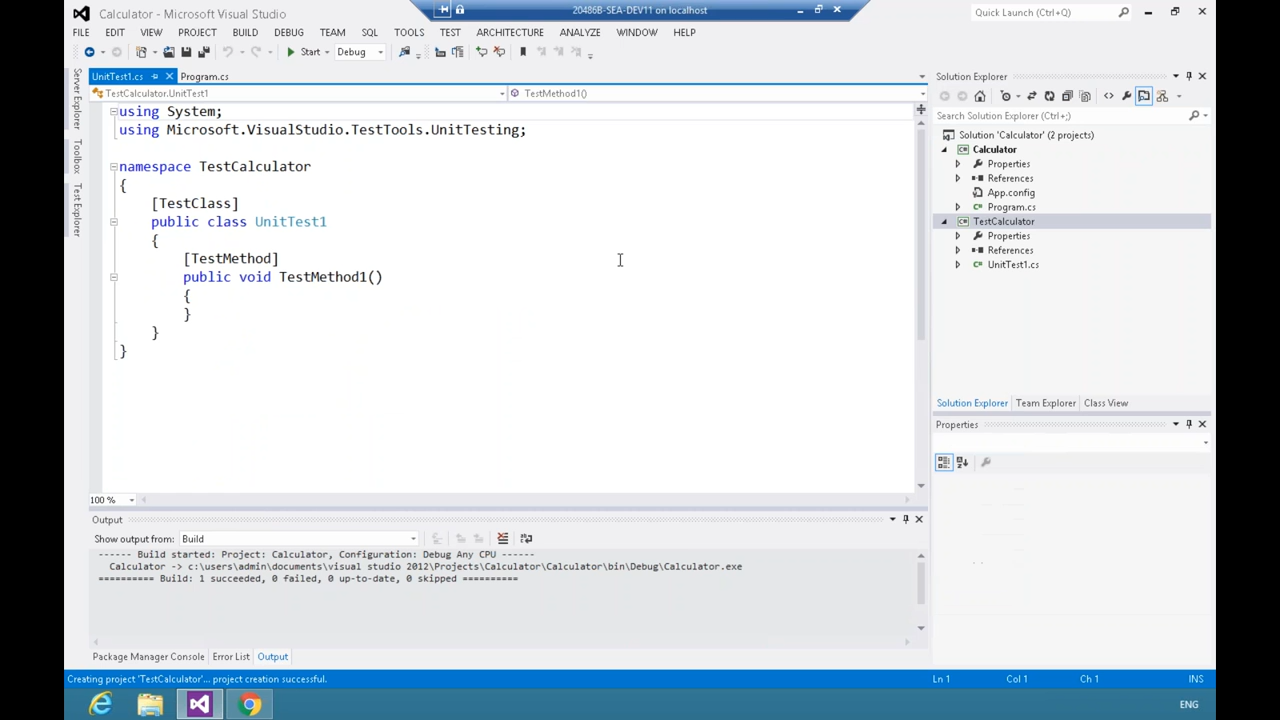 Calculator - Microsoft Visual Studio
20486B-SEA-DEV11 on localhost
Quick Launch (Ctrl+Q)
FILE EDIT VIEW PROJECT BUILD DEBUG TEAM SQL TOOLS TEST ARCHITECTURE ANALYZE WINDOW HELP
Start Debug
Server Explorer
Toolbox
Test Explorer
UnitTest1.cs Program.cs
TestCalculator.UnitTest1 TestMethod1()
using System;
using Microsoft.VisualStudio.TestTools.UnitTesting;
namespace TestCalculator
{
[TestClass]
public class UnitTest1
{
[TestMethod]
public void TestMethod1()
{
}
}
}
100 %
Solution Explorer
Search Solution Explorer (Ctrl+;)
Solution 'Calculator' (2 projects)
Calculator
Properties
References
App.config
Program.cs
TestCalculator
Properties
References
UnitTest1.cs
Solution Explorer Team Explorer Class View
Properties
Output
Show output from: Build
------ Build started: Project: Calculator, Configuration: Debug Any CPU ------
Calculator -> c:\users\admin\documents\visual studio 2012\Projects\Calculator\Calculator\bin\Debug\Calculator.exe
========== Build: 1 succeeded, 0 failed, 0 up-to-date, 0 skipped ==========
Package Manager Console Error List Output
Creating project 'TestCalculator'... project creation successful.
Ln 1 Col 1 Ch 1 INS
ENG